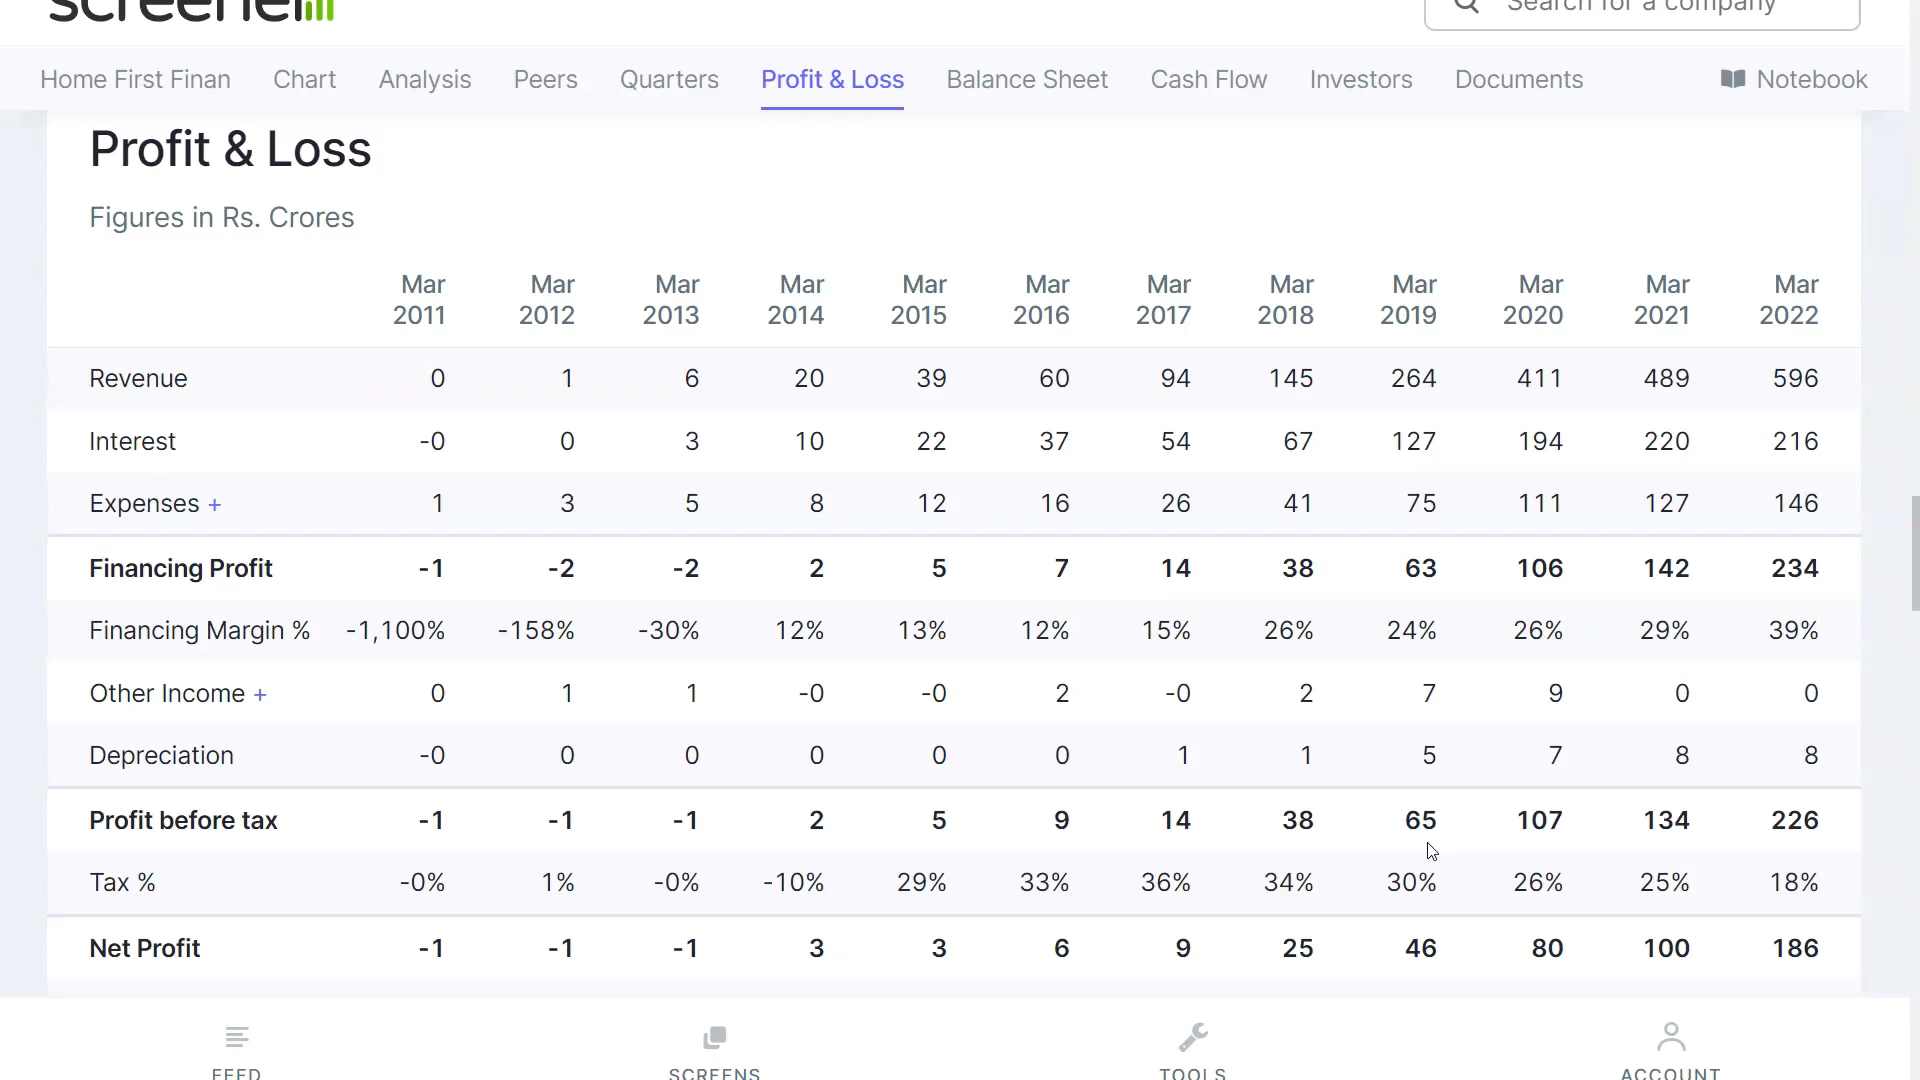 screener
Search for a company
Home First Finan Chart Analysis Peers Quarters Profit & Loss Balance Sheet Cash Flow Investors Documents Notebook
Profit & Loss
Figures in Rs. Crores
Mar Mar Mar Mar Mar Mar Mar Mar Mar Mar Mar Mar
2011 2012 2013 2014 2015 2016 2017 2018 2019 2020 2021 2022
Revenue 0 1 6 20 39 60 94 145 264 411 489 596
Interest -0 0 3 10 22 37 54 67 127 194 220 216
Expenses + 1 3 5 8 12 16 26 41 75 111 127 146
Financing Profit -1 -2 -2 2 5 7 14 38 63 106 142 234
Financing Margin % -1,100% -158% -30% 12% 13% 12% 15% 26% 24% 26% 29% 39%
Other Income + 0 1 1 -0 -0 2 -0 2 7 9 0 0
Depreciation -0 0 0 0 0 0 1 1 5 7 8 8
Profit before tax -1 -1 -1 2 5 9 14 38 65 107 134 226
Tax % -0% 1% -0% -10% 29% 33% 36% 34% 30% 26% 25% 18%
Net Profit -1 -1 -1 3 3 6 9 25 46 80 100 186
FEED SCREENS TOOLS ACCOUNT